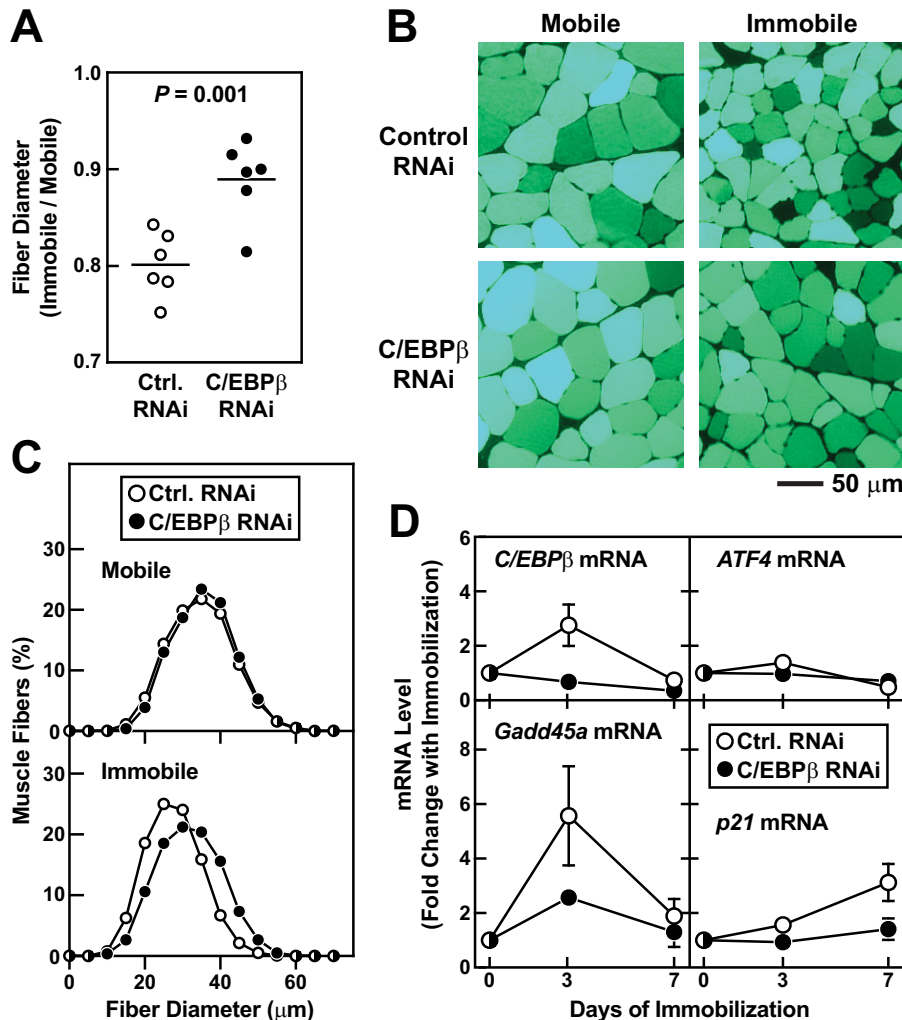 A
Fiber Diameter
(Immobile / Mobile)
1.0
0.9
0.8
0.7
P = 0.001
Ctrl.
RNAi
C/EBPβ
RNAi
B
Mobile
Immobile
Control
RNAi
C/EBPβ
RNAi
50 μm
C
Ctrl. RNAi
C/EBPβ RNAi
Muscle Fibers (%)
30
20
10
0
Mobile
30
20
10
0
Immobile
0
20
40
60
Fiber Diameter (μm)
D
mRNA Level
(Fold Change with Immobilization)
6
4
2
0
C/EBPβ mRNA
ATF4 mRNA
8
6
4
2
0
Gadd45a mRNA
Ctrl. RNAi
C/EBPβ RNAi
p21 mRNA
0
3
7
0
3
7
Days of Immobilization